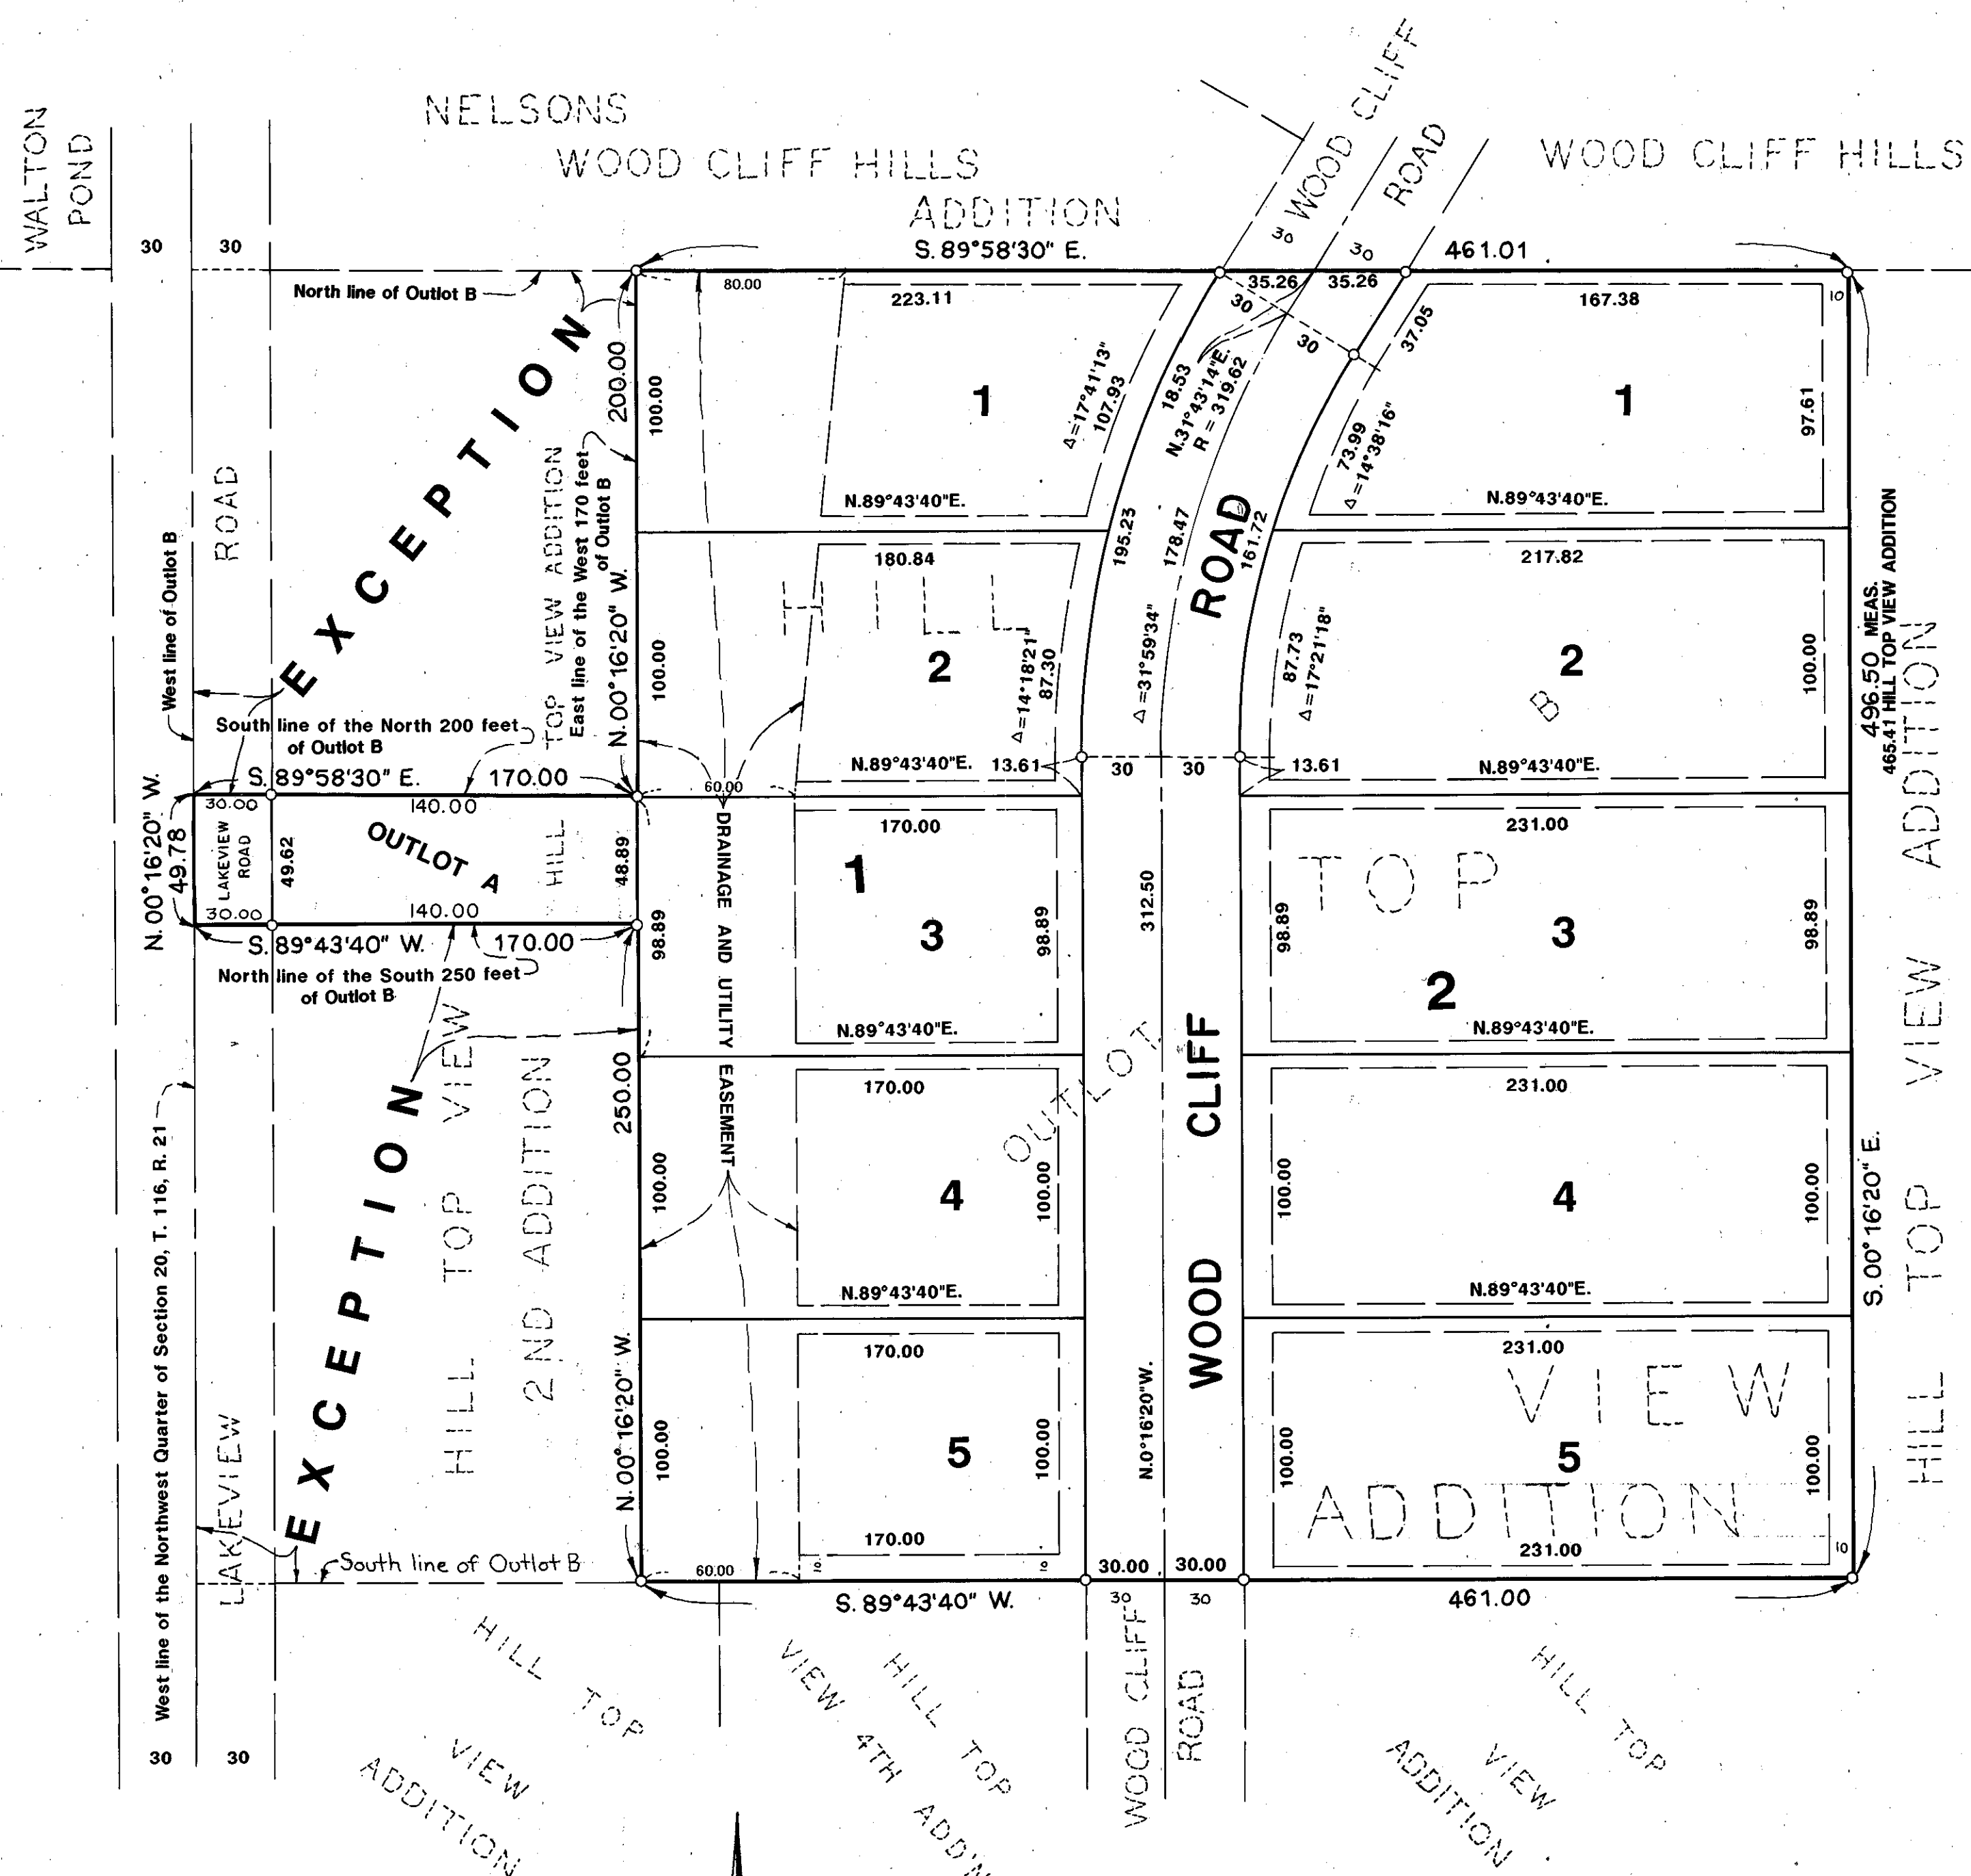 NELSONS
WOOD CLIFF HILLS
ADDITION
WOOD CLIFF
ROAD
WOOD CLIFF HILLS
WALTON
POND
30
30
S. 89°58'30" E.
30
30
461.01
North line of Outlot B
80.00
223.11
35.26
35.26
30
30
167.38
10
37.05
EXCEPTION
200.00
100.00
1
Δ=17°41'13"
107.93
18.53
N.31°43'14"E.
R = 319.62
73.99
Δ=14°38'16"
1
97.61
N.89°43'40"E.
N.89°43'40"E.
ROAD
TOP VIEW ADDITION
East line of the West 170 feet
of Outlot B
N.00°16'20" W.
West line of Outlot B
195.23
178.47
ROAD
161.72
180.84
217.82
HILL
100.00
2
Δ=14°18'21"
87.30
Δ=31°59'34"
87.73
Δ=17°21'18"
2
B
100.00
496.50 MEAS.
465.41 HILL TOP VIEW ADDITION
South line of the North 200 feet
of Outlot B
N.89°43'40"E.
13.61
30
30
13.61
N.89°43'40"E.
S. 89°58'30" E.
170.00
60.00
30.00
140.00
N.00°16'20" W.
49.78
LAKEVIEW
ROAD
49.62
OUTLOT A
HILL
48.89
30.00
140.00
S. 89°43'40" W.
170.00
North line of the South 250 feet
of Outlot B
98.89
DRAINAGE AND UTILITY EASEMENT
170.00
1
3
98.89
N.89°43'40"E.
312.50
231.00
TOP
98.89
3
2
98.89
N.89°43'40"E.
HILL TOP VIEW ADDITION
EXCEPTION
HILL TOP VIEW
2ND ADDITION
250.00
100.00
170.00
4
100.00
N.89°43'40"E.
OUTLOT
WOOD CLIFF
231.00
100.00
4
100.00
N.89°43'40"E.
S. 00°16'20" E.
West line of the Northwest Quarter of Section 20, T. 116, R. 21
LAKEVIEW
N.00°16'20" W.
100.00
170.00
5
100.00
170.00
N.0°16'20"W.
231.00
VIEW
100.00
5
100.00
ADDITION
231.00
10
South line of Outlot B
60.00
10
10
30.00
30.00
S. 89°43'40" W.
30
30
461.00
WOOD CLIFF
ROAD
HILL TOP
VIEW
ADDITION
HILL TOP
VIEW 4TH ADD'N
HILL TOP
VIEW
ADDITION
30
30